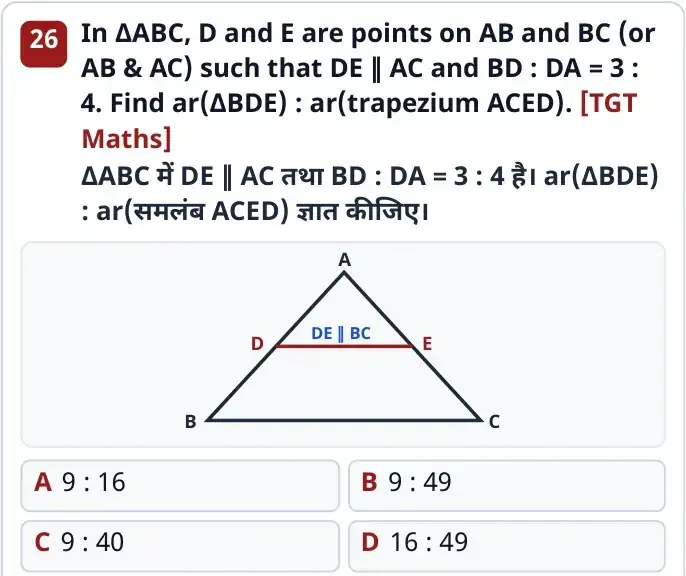 26 In ΔABC, D and E are points on AB and BC (or
AB & AC) such that DE ∥ AC and BD : DA = 3 :
4. Find ar(ΔBDE) : ar(trapezium ACED). [TGT
Maths]
ΔABC में DE ∥ AC तथा BD : DA = 3 : 4 है। ar(ΔBDE)
: ar(समलंब ACED) ज्ञात कीजिए।
A
D DE ∥ BC E
B C
A 9 : 16 B 9 : 49
C 9 : 40 D 16 : 49